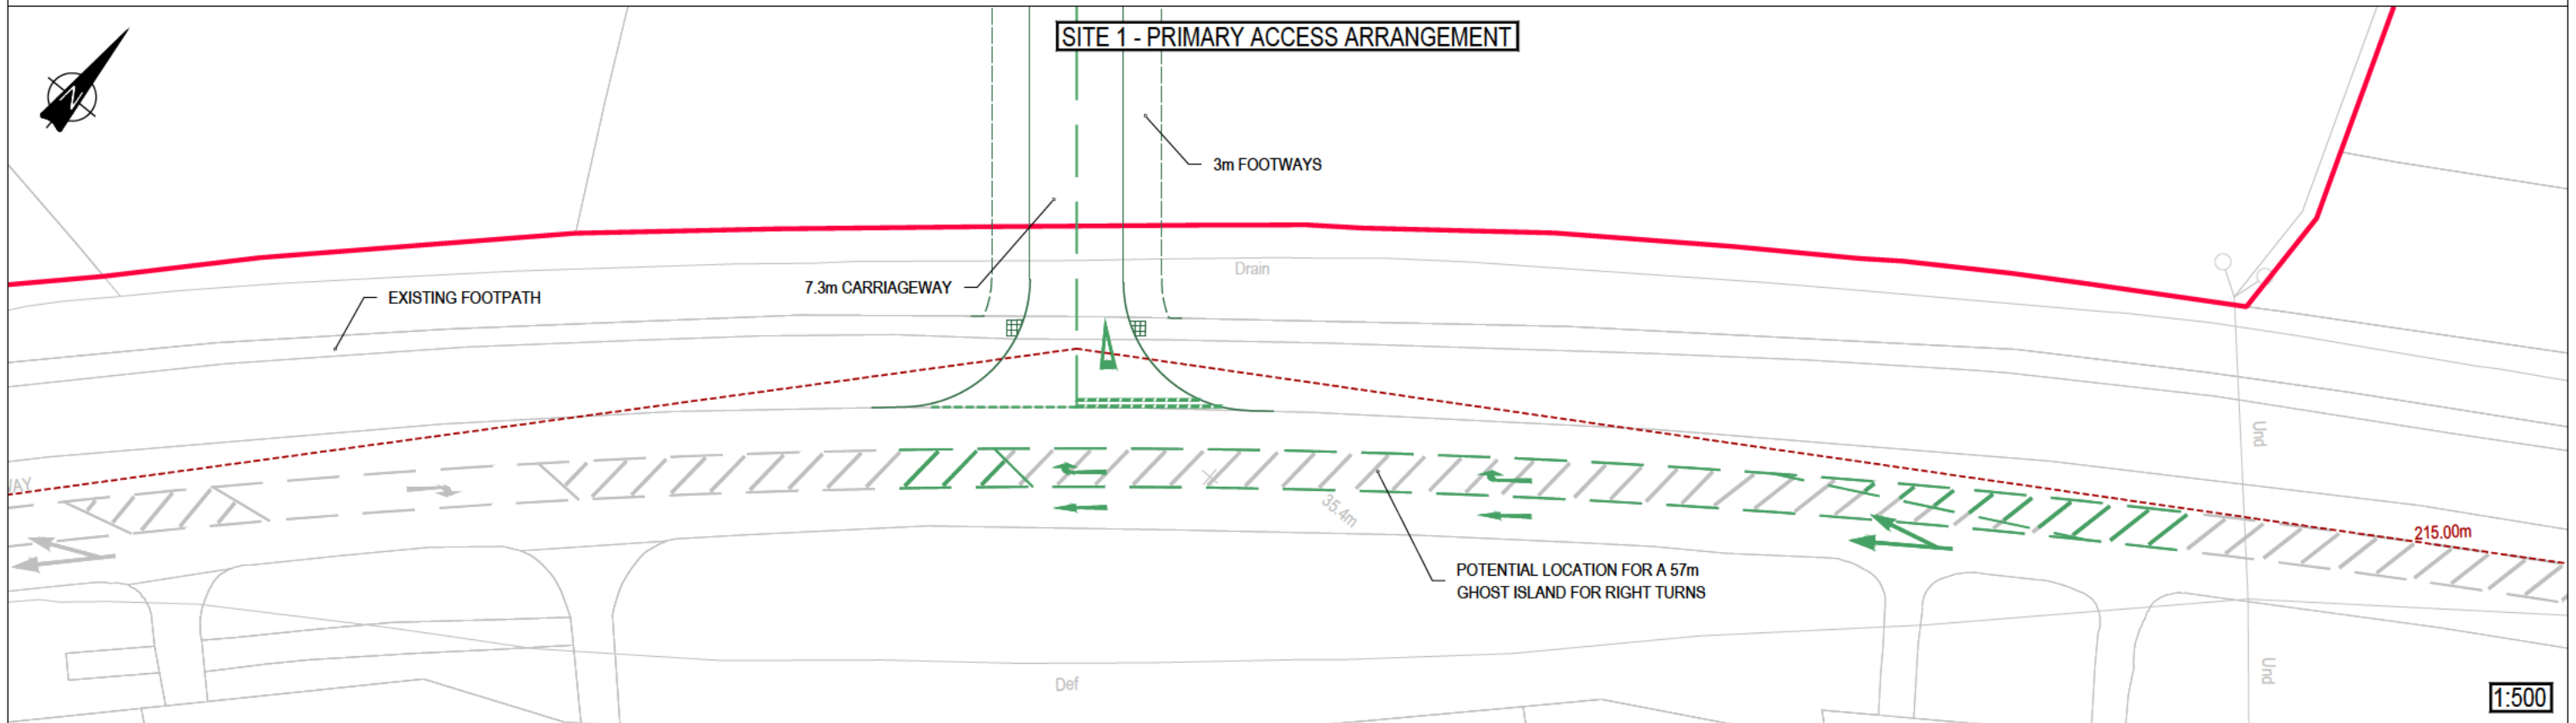 SITE 1 - PRIMARY ACCESS ARRANGEMENT
N
3m FOOTWAYS
Drain
7.3m CARRIAGEWAY
EXISTING FOOTPATH
Und
WAY
35.4m
215.00m
POTENTIAL LOCATION FOR A 57m
GHOST ISLAND FOR RIGHT TURNS
Und
Def
1:500